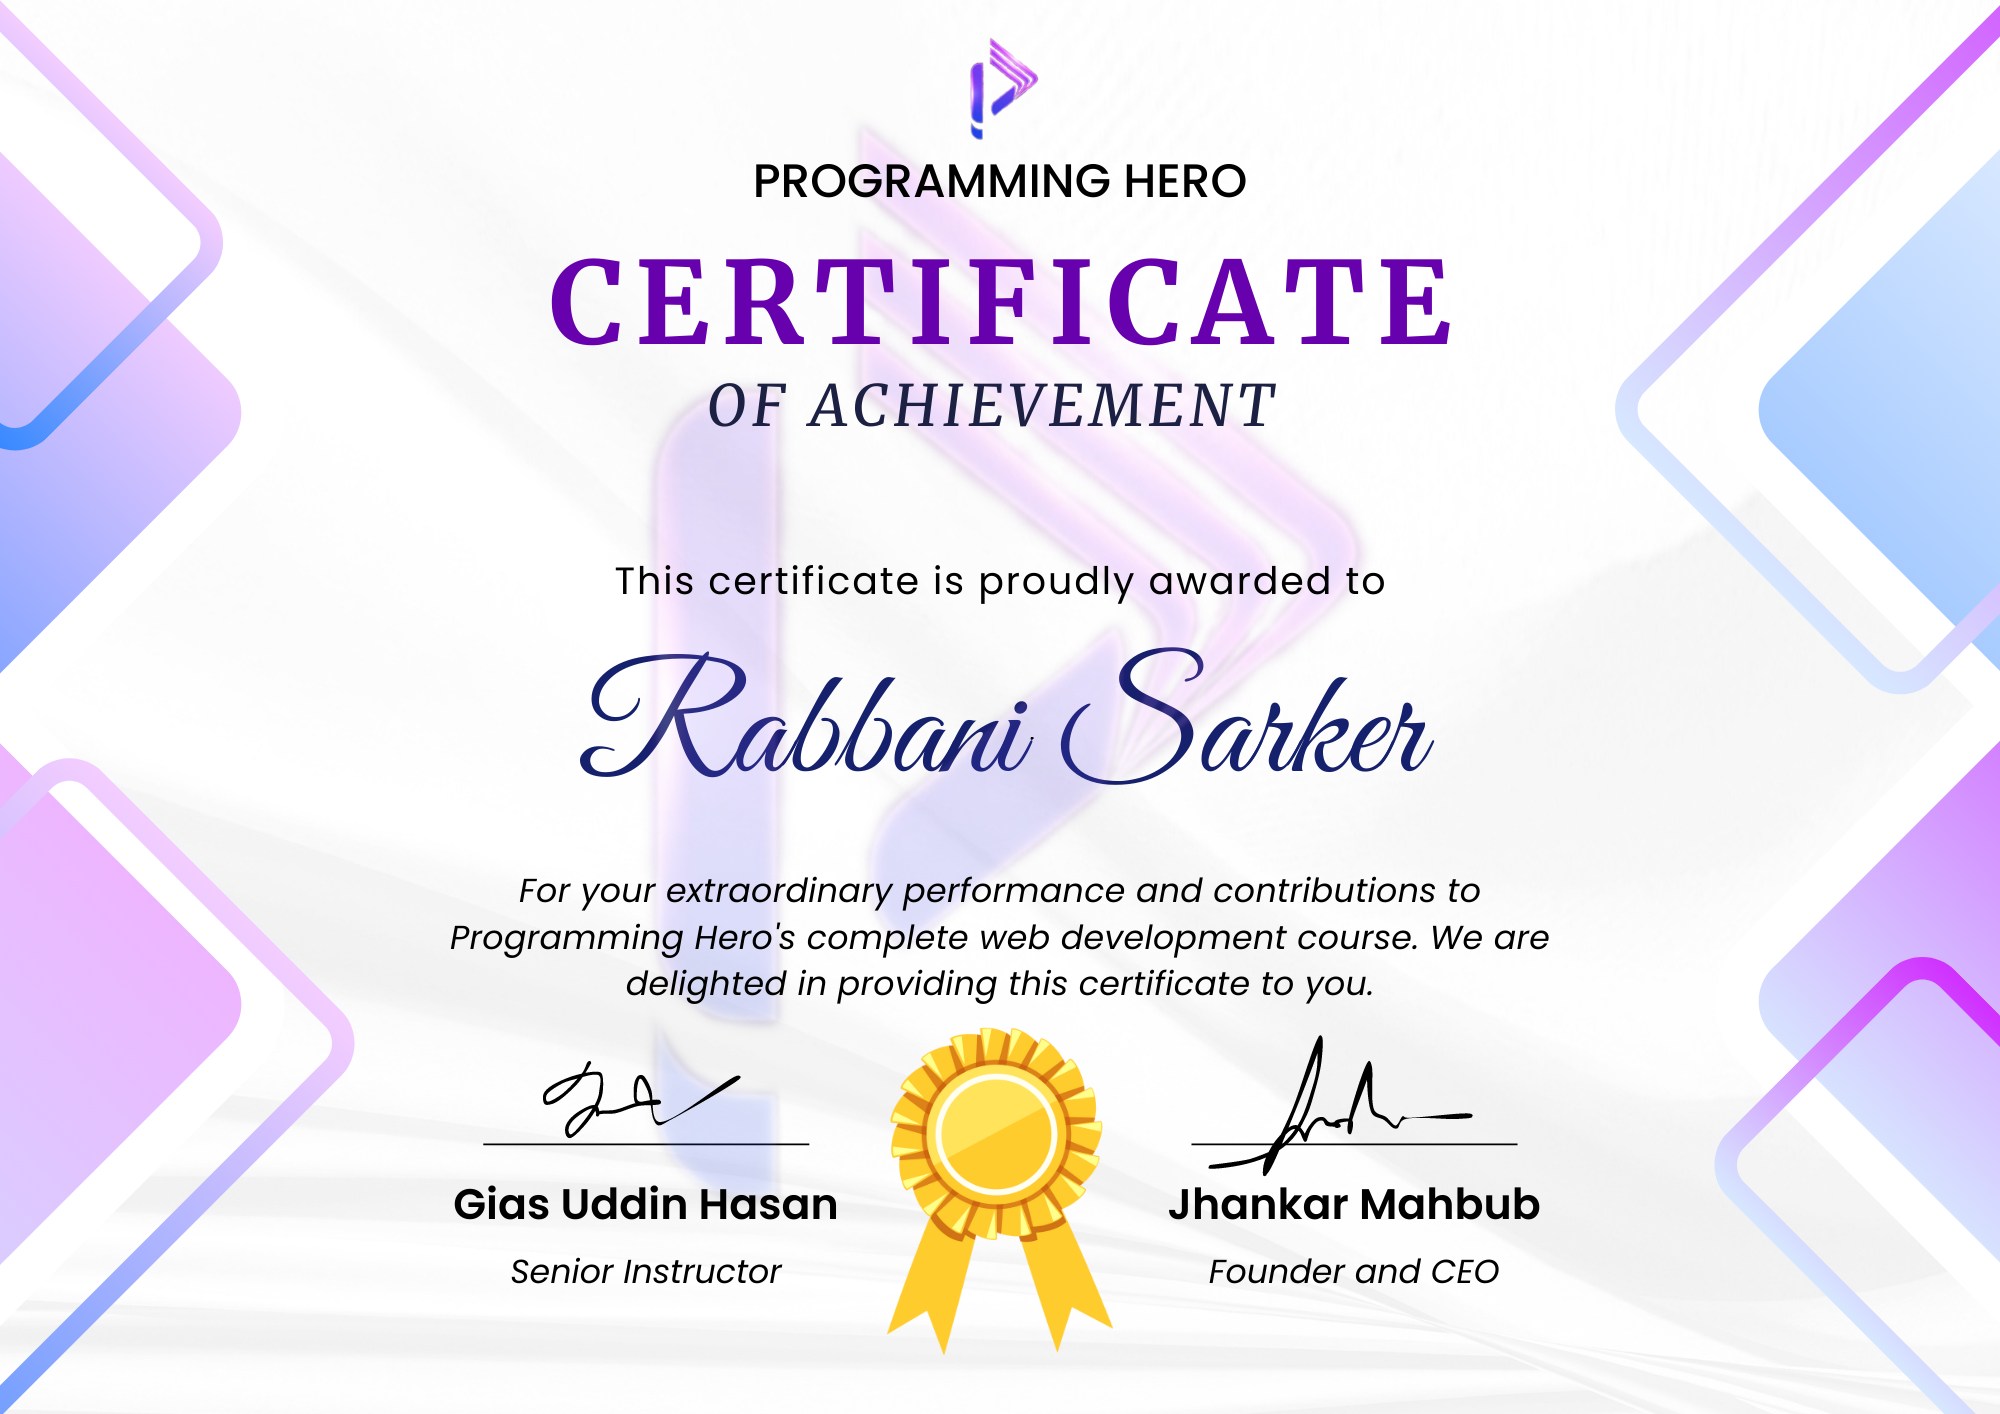 PROGRAMMING HERO
CERTIFICATE
OF ACHIEVEMENT
This certificate is proudly awarded to
Rabbani Sarker
For your extraordinary performance and contributions to
Programming Hero's complete web development course. We are
delighted in providing this certificate to you.
Gias Uddin Hasan
Senior Instructor
Jhankar Mahbub
Founder and CEO